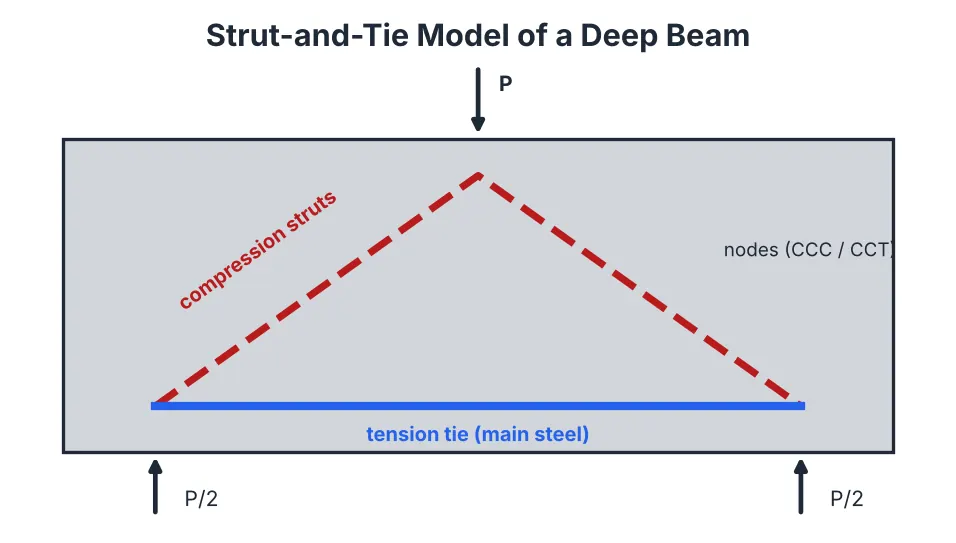 Strut-and-Tie Model of a Deep Beam
P
compression struts
nodes (CCC / CCT)
tension tie (main steel)
P/2
P/2